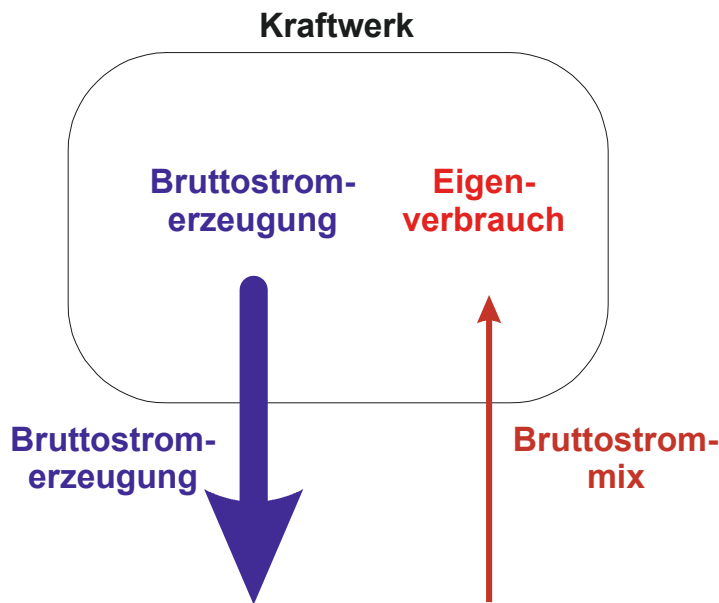 Kraftwerk
Bruttostrom-
erzeugung
Eigen-
verbrauch
Bruttostrom-
erzeugung
Bruttostrom-
mix